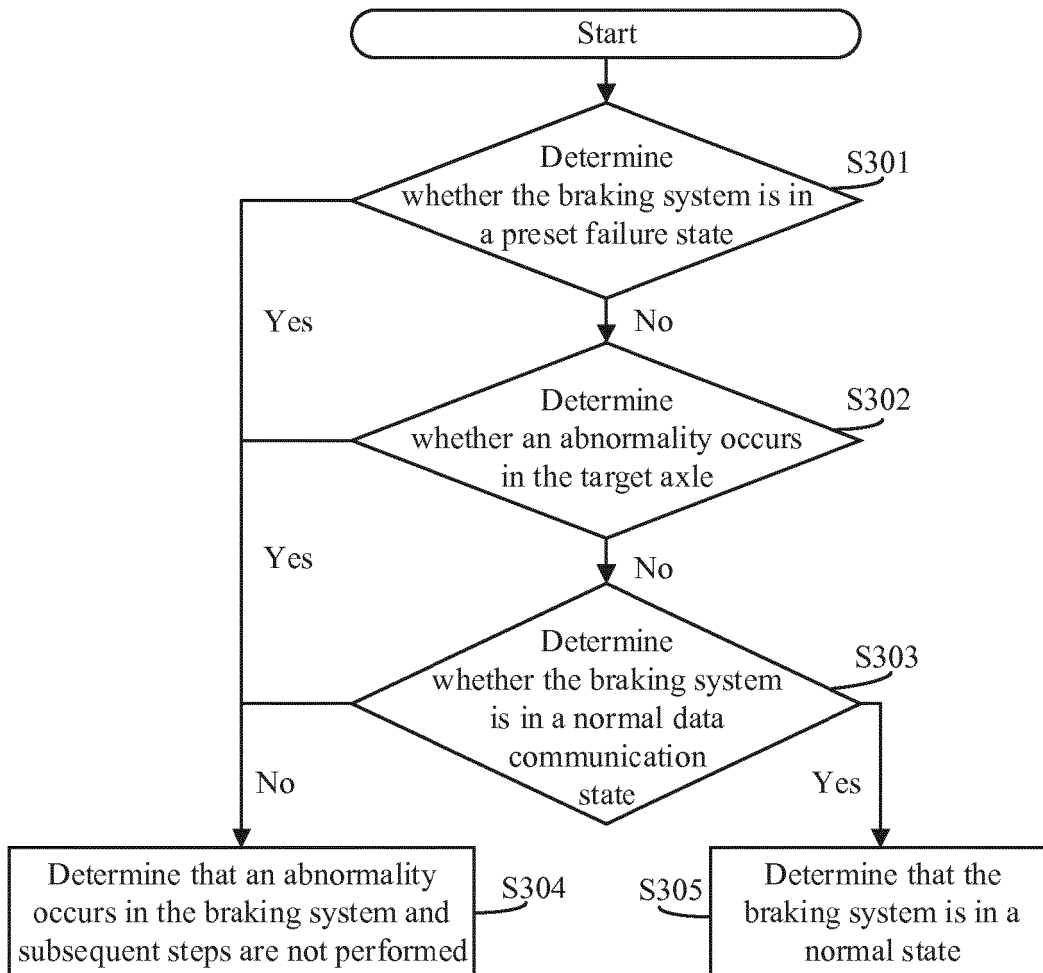 Start
Determine
whether the braking system is in
a preset failure state
S301
Yes
No
Determine
whether an abnormality occurs
in the target axle
S302
Yes
No
Determine
whether the braking system
is in a normal data
communication
state
S303
No
Yes
Determine that an abnormality
occurs in the braking system and
subsequent steps are not performed
S304
S305
Determine that the
braking system is in a
normal state